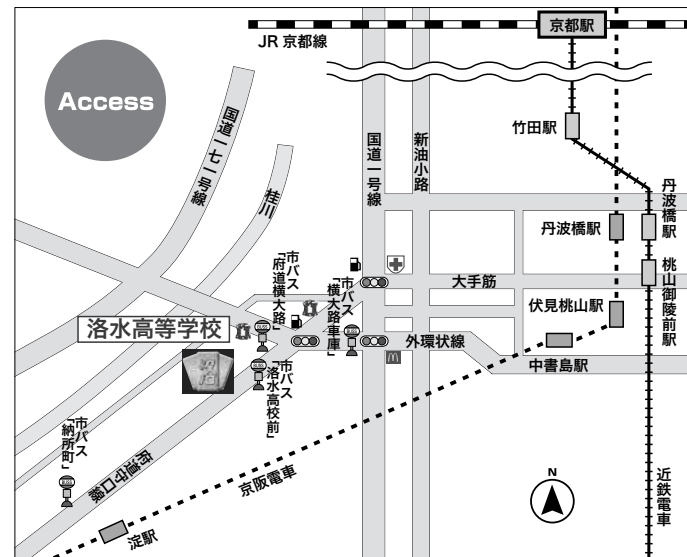 京都駅
JR 京都線
Access
国道一七一号線
国道一号線
新油小路
竹田駅
桂川
丹波橋駅
丹波橋駅
市バス
「府道横大路」
市バス
「横大路車庫」
大手筋
桃山御陵前駅
伏見桃山駅
洛水高等学校
外環状線
中書島駅
市バス
「洛水高校前」
市バス
「納所町」
府道守口線
京阪電車
N
近鉄電車
淀駅